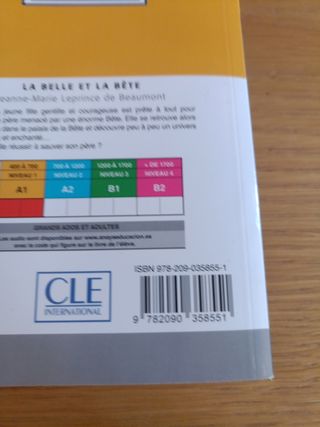 LA BELLE ET LA BÊTE
eanne-Marie Leprince de Beaumont
jeune fille gentille et courageuse est prête à tout pour
père menacé par une énorme Bête. Elle se retrouve alors
dans le palais de la Bête et découvre peu à peu un univers
et enchanté...
elle réussir à sauver son père ?
400 À 700 700 À 1200 1200 À 1700 + DE 1700
NIVEAU 1 NIVEAU 2 NIVEAU 3 NIVEAU 4
A1 A2 B1 B2
GRANDS ADOS ET ADULTES
Les audio sont disponibles sur www.anayaeducacion.es
avec le code qui figure sur le livre de l'élève.
ISBN 978-209-035855-1
CLE
INTERNATIONAL
9 782090 358551